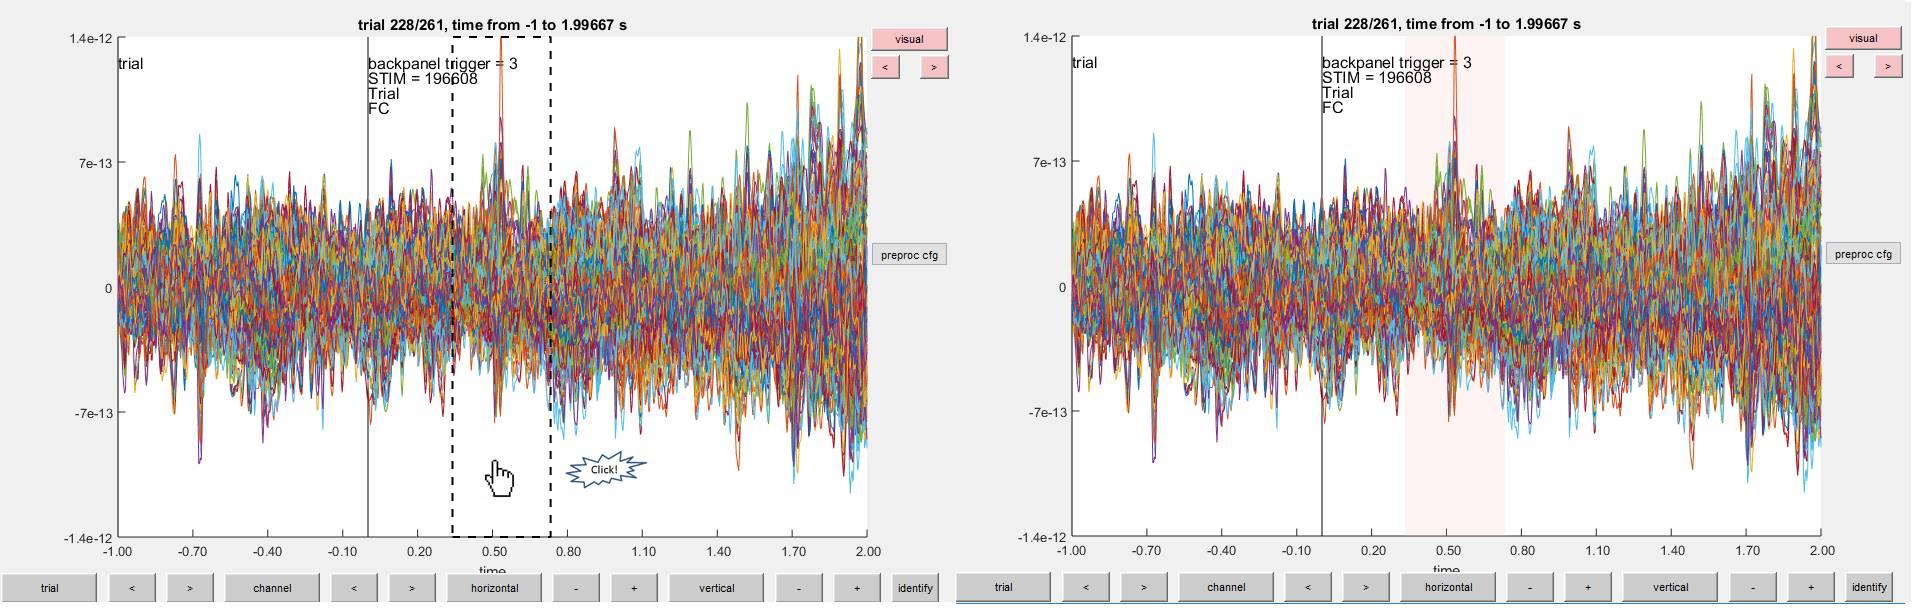 trial 228/261, time from -1 to 1.99667 s
1.4e-12
trial
backpanel trigger = 3
STIM = 196608
Trial
FC
visual
< >
7e-13
preproc cfg
0
-7e-13
Click!
-1.4e-12
-1.00 -0.70 -0.40 -0.10 0.20 0.50 0.80 1.10 1.40 1.70 2.00
time
trial < > channel < > horizontal - + vertical - + identify
trial 228/261, time from -1 to 1.99667 s
1.4e-12
trial
backpanel trigger = 3
STIM = 196608
Trial
FC
visual
< >
7e-13
preproc cfg
0
-7e-13
-1.4e-12
-1.00 -0.70 -0.40 -0.10 0.20 0.50 0.80 1.10 1.40 1.70 2.00
time
trial < > channel < > horizontal - + vertical - + identify